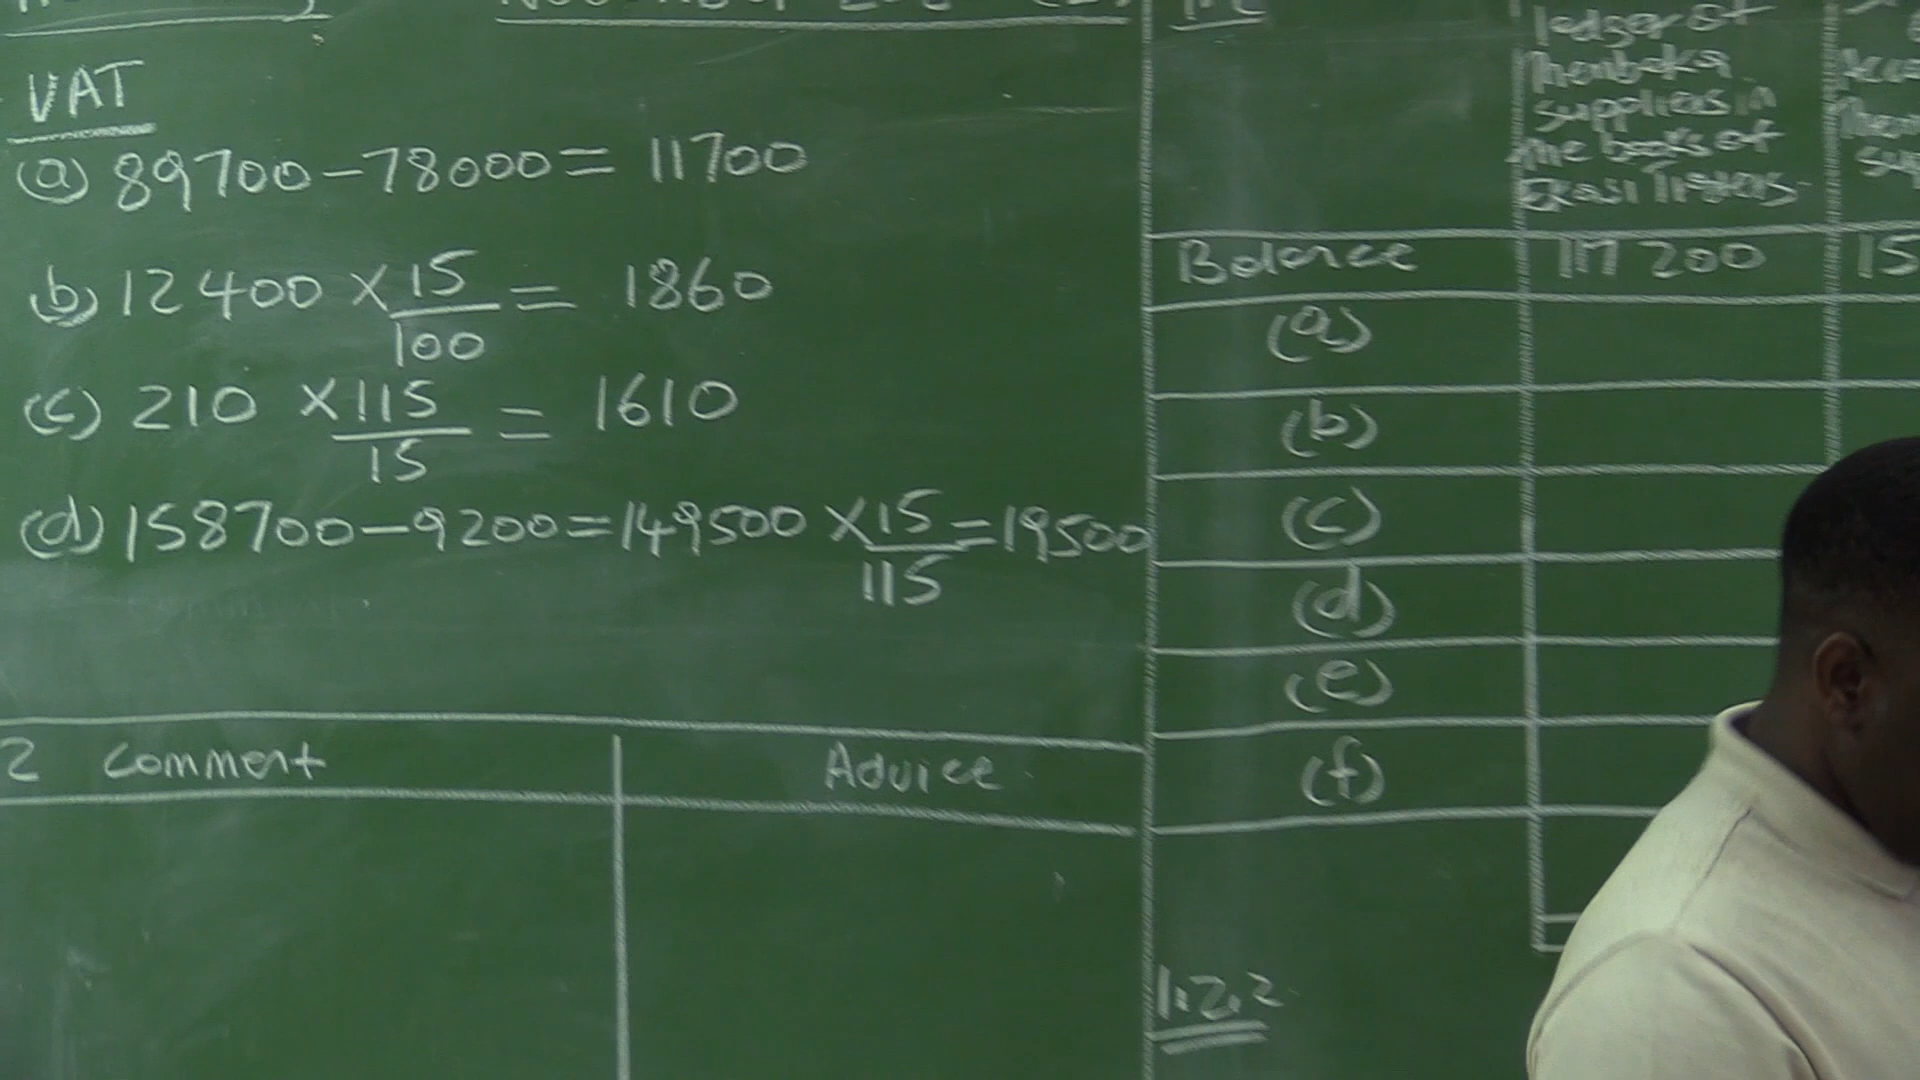 VAT
(a) 89700-78000= 11700
(b) 12400 × 15/100 = 1860
(c) 210 × 115/15 = 1610
(d) 158700-9200=149500 × 15/115 =19500
2 Comment
Advice
ledger of
suppliers in
the books of
Balance
200
15
(a)
(b)
(c)
(d)
(e)
(f)
1.2.2